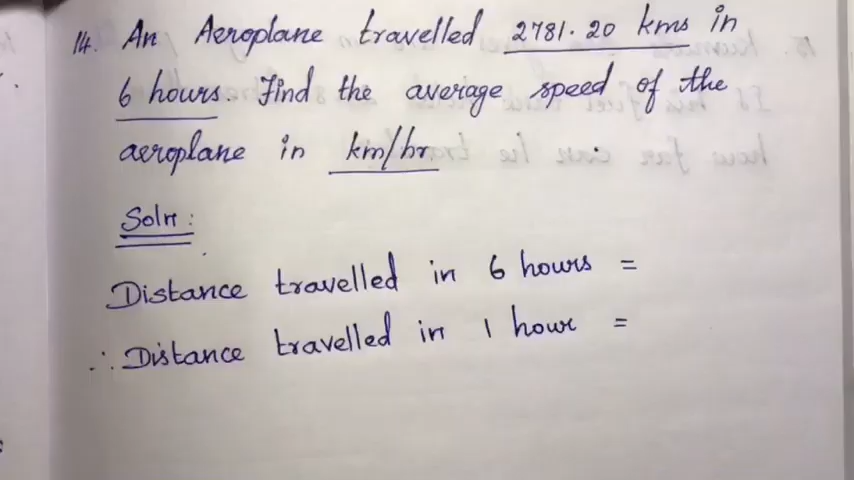 14. An Aeroplane travelled 2781.20 kms in
6 hours. Find the average speed of the
aeroplane in km/hr
Soln:
Distance travelled in 6 hours =
∴ Distance travelled in 1 hour =